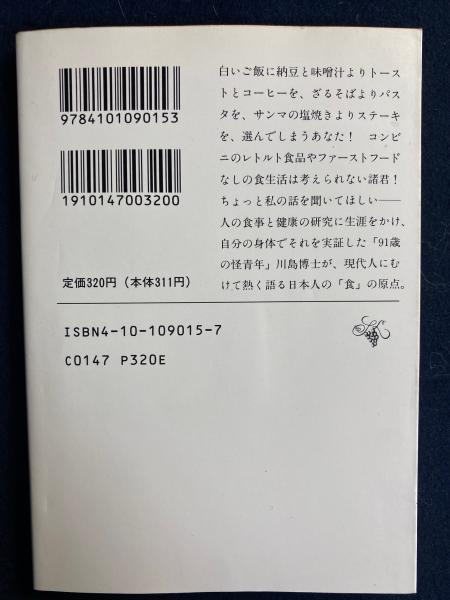 9784101090153
1910147003200
定価320円（本体311円）
白いご飯に納豆と味噌汁よりトース
トとコーヒーを、ざるそばよりパス
タを、サンマの塩焼きよりステーキ
を、選んでしまうあなた！　コンビ
ニのレトルト食品やファーストフード
なしの食生活は考えられない諸君！
ちょっと私の話を聞いてほしい――
人の食事と健康の研究に生涯をかけ、
自分の身体でそれを実証した「91歳
の怪青年」川島博士が、現代人にむ
けて熱く語る日本人の「食」の原点。
ISBN4-10-109015-7
C0147 P320E